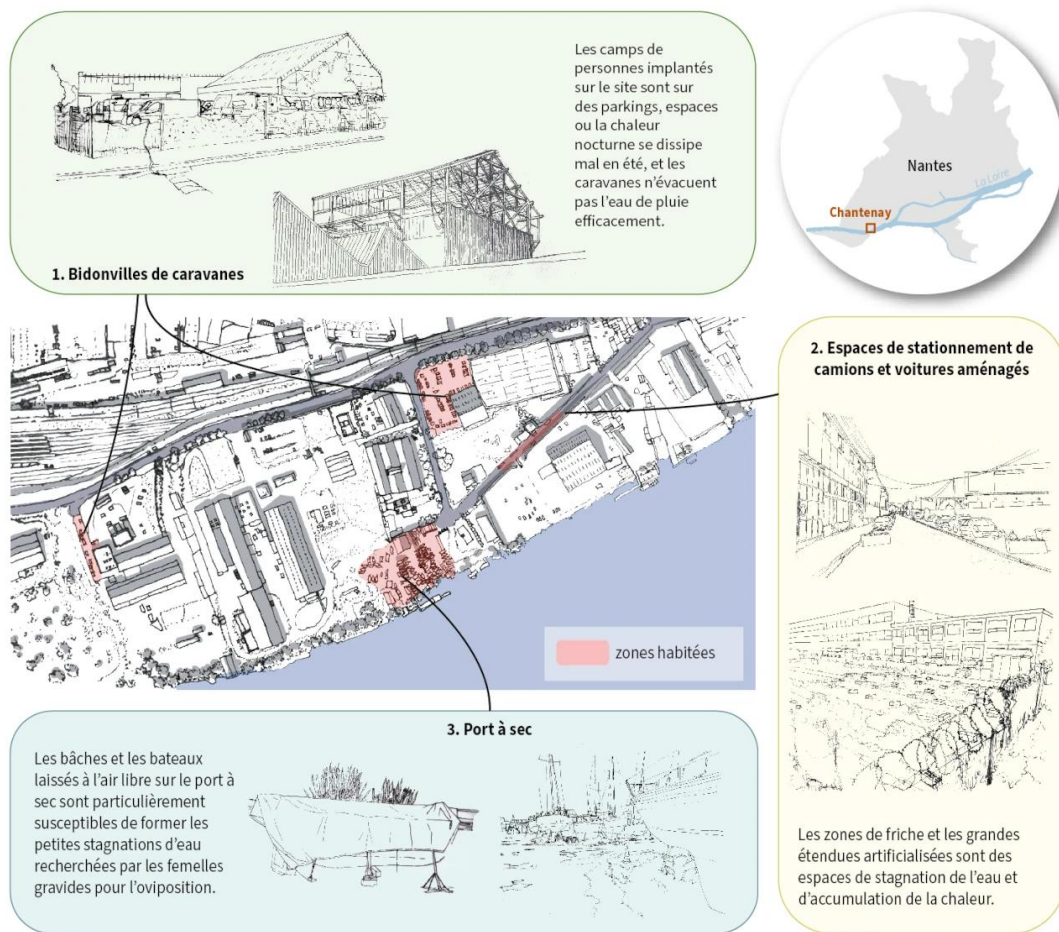 Les camps de
personnes implantés
sur le site sont sur
des parkings, espaces
ou la chaleur
nocturne se dissipe
mal en été, et les
caravanes n’évacuent
pas l’eau de pluie
efficacement.
1. Bidonvilles de caravanes
Nantes
La Loire
Chantenay
2. Espaces de stationnement de
camions et voitures aménagés
zones habitées
3. Port à sec
Les bâches et les bateaux
laissés à l’air libre sur le port à
sec sont particulièrement
susceptibles de former les
petites stagnations d’eau
recherchées par les femelles
gravides pour l’oviposition.
Les zones de friche et les grandes
étendues artificialisées sont des
espaces de stagnation de l’eau et
d’accumulation de la chaleur.